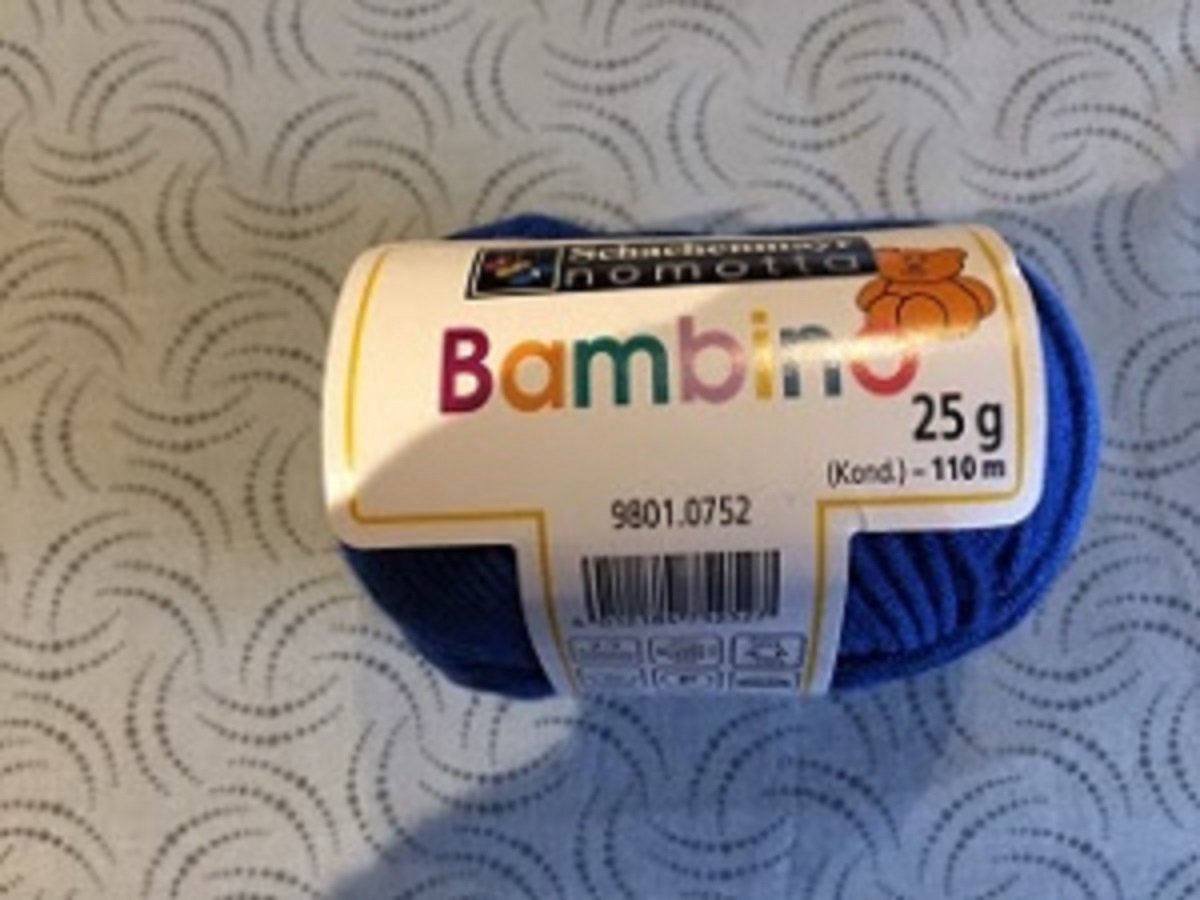 Schachenmayr
nomotta
Bambino
25 g
(Kond.) – 110 m
9801.0752